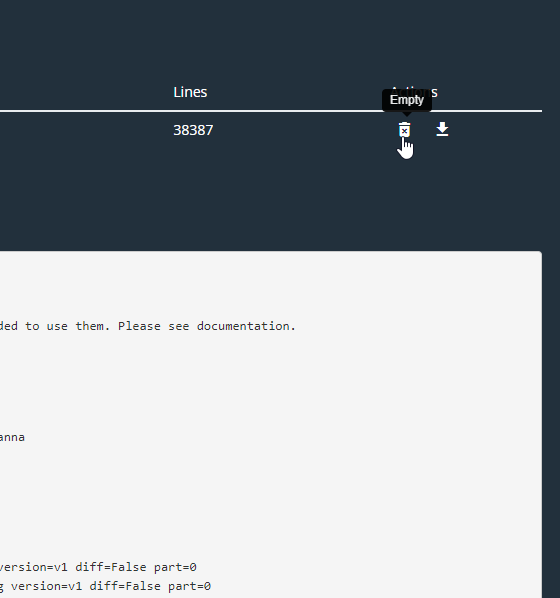 Lines
Empty
38387
ded to use them. Please see documentation.
anna
version=v1 diff=False part=0
g version=v1 diff=False part=0